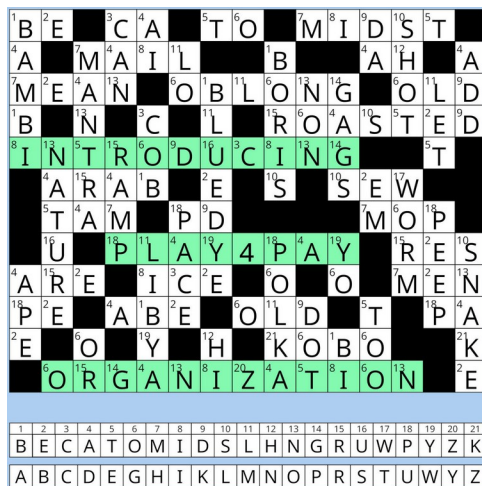 BE CA TO MIDST
A MAIL B AH A
MEAN OBLONG OLD
B N C L ROASTED
INTRODUCING T
ARAB E S SEW
TAM PD MOP
U PLAY4PAY RES
ARE ICE O O MEN
PE ABE OLD T PA
E O Y H KOBO K
ORGANIZATION E
1 2 3 4 5 6 7 8 9 10 11 12 13 14 15 16 17 18 19 20 21
B E C A T O M I D S L H N G R U W P Y Z K
A B C D E G H I K L M N O P R S T U W Y Z